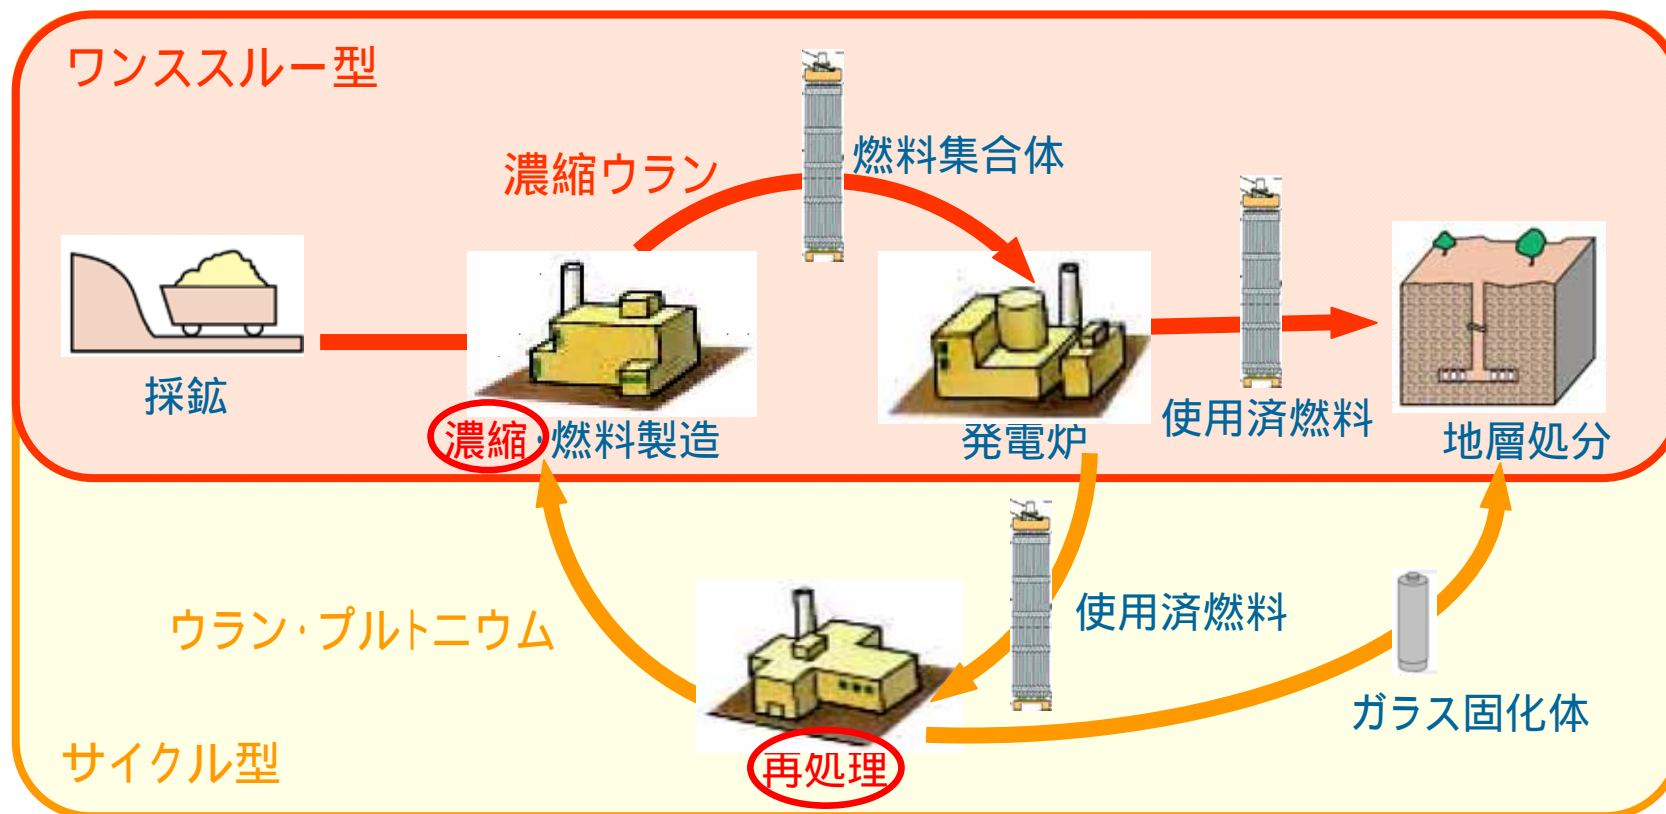 ワンススルー型
燃料集合体
濃縮ウラン
採鉱
濃縮・燃料製造
発電炉
使用済燃料
地層処分
ウラン・プルトニウム
使用済燃料
ガラス固化体
サイクル型
再処理